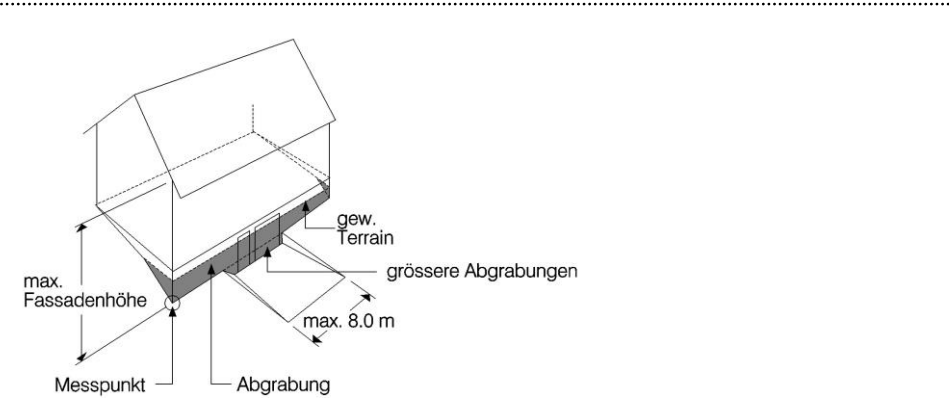 gew.
Terrain
grössere Abgrabungen
max.
Fassadenhöhe
max. 8.0 m
Messpunkt
Abgrabung